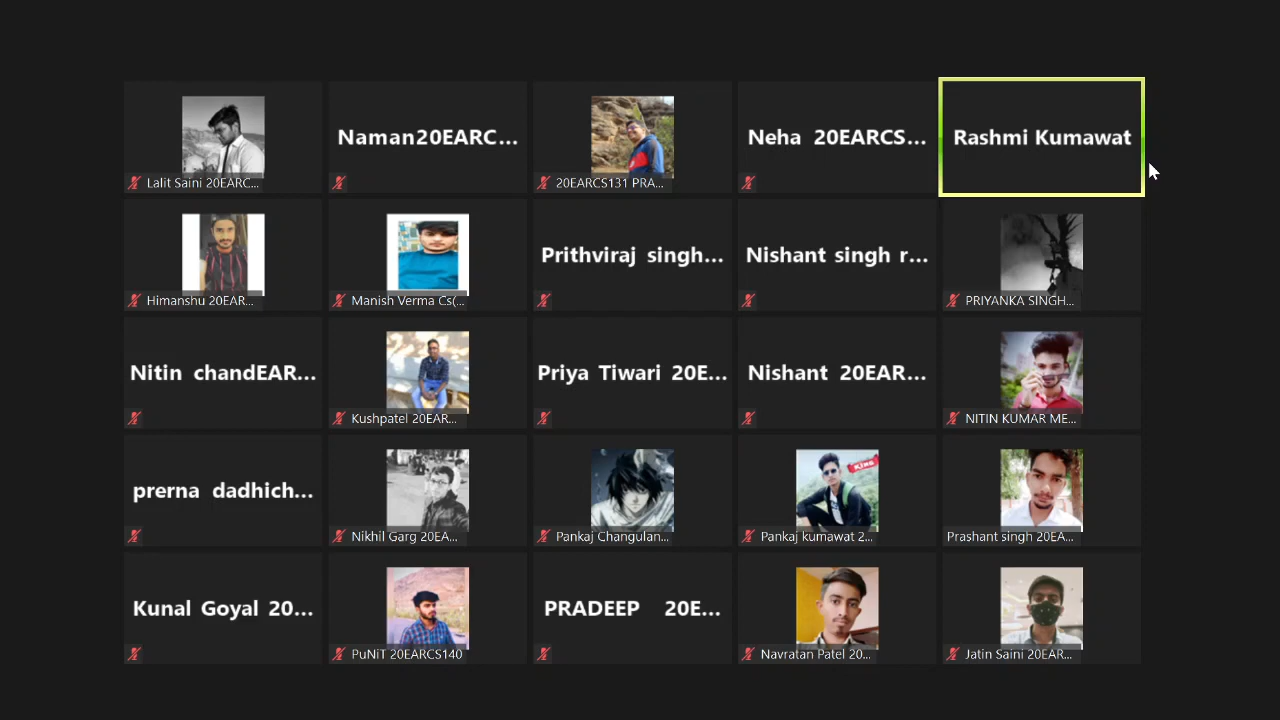 Lalit Saini 20EARC...
Naman20EARC...
20EARCS131 PRA...
Neha 20EARCS...
Rashmi Kumawat
Himanshu 20EAR...
Manish Verma Cs(...
Prithviraj singh...
Nishant singh r...
PRIYANKA SINGH...
Nitin chandEAR...
Kushpatel 20EAR...
Priya Tiwari 20E...
Nishant 20EAR...
NITIN KUMAR ME...
prerna dadhich...
Nikhil Garg 20EA...
Pankaj Changulan...
KING
Pankaj kumawat 2...
Prashant singh 20EA...
Kunal Goyal 20...
PuNiT 20EARCS140
PRADEEP 20E...
Navratan Patel 20...
Jatin Saini 20EAR...